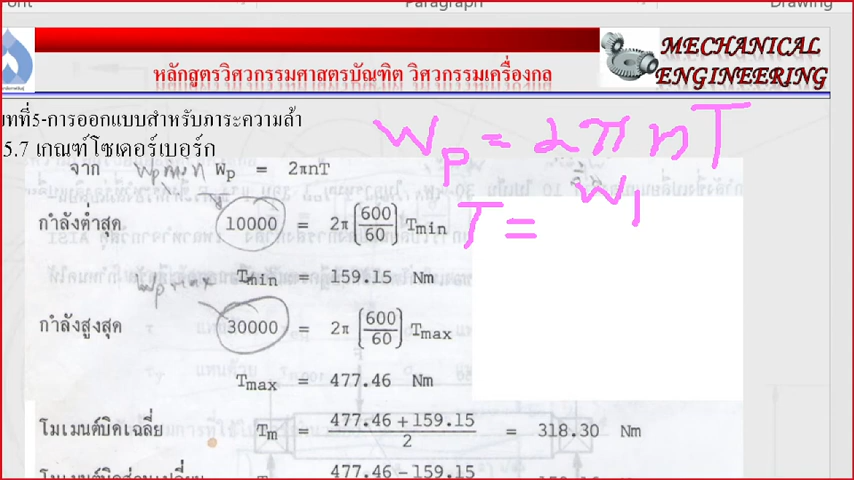 Paragraph
Drawing
หลักสูตรวิศวกรรมศาสตรบัณฑิต วิศวกรรมเครื่องกล
MECHANICAL
ENGINEERING
บทที่5-การออกแบบสำหรับภาระความล้า
5.7 เกณฑ์โซเดอร์เบอร์ก
Wp = 2πnT
จาก Wp = 2πnT
T = W
กำลังต่ำสุด 10000 = 2π (600/60) Tmin
Tmin = 159.15 Nm
Wp max
กำลังสูงสุด 30000 = 2π (600/60) Tmax
Tmax = 477.46 Nm
โมเมนต์บิดเฉลี่ย Tm = (477.46 + 159.15)/2 = 318.30 Nm
477.46 − 159.15